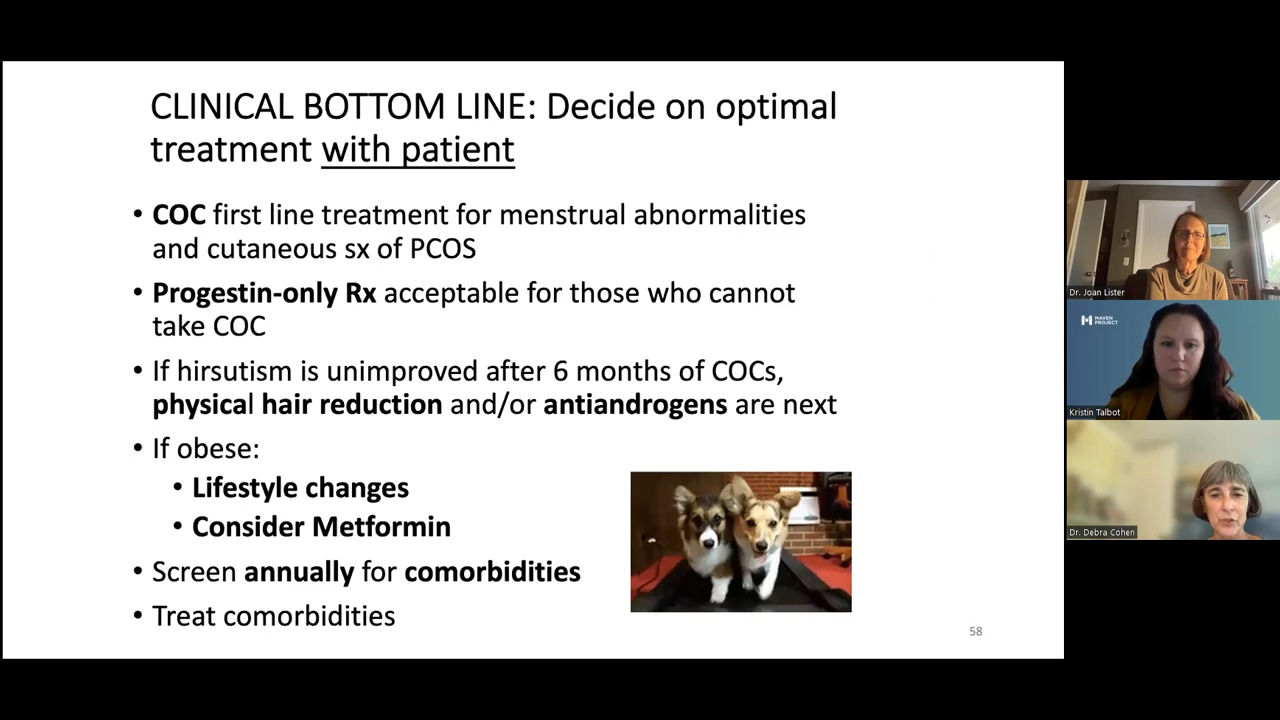 CLINICAL BOTTOM LINE: Decide on optimal
treatment with patient
• COC first line treatment for menstrual abnormalities
and cutaneous sx of PCOS
• Progestin-only Rx acceptable for those who cannot
take COC
• If hirsutism is unimproved after 6 months of COCs,
physical hair reduction and/or antiandrogens are next
• If obese:
• Lifestyle changes
• Consider Metformin
• Screen annually for comorbidities
• Treat comorbidities
58
Dr. Joan Lister
MAVEN
PROJECT
Kristin Talbot
Dr. Debra Cohen